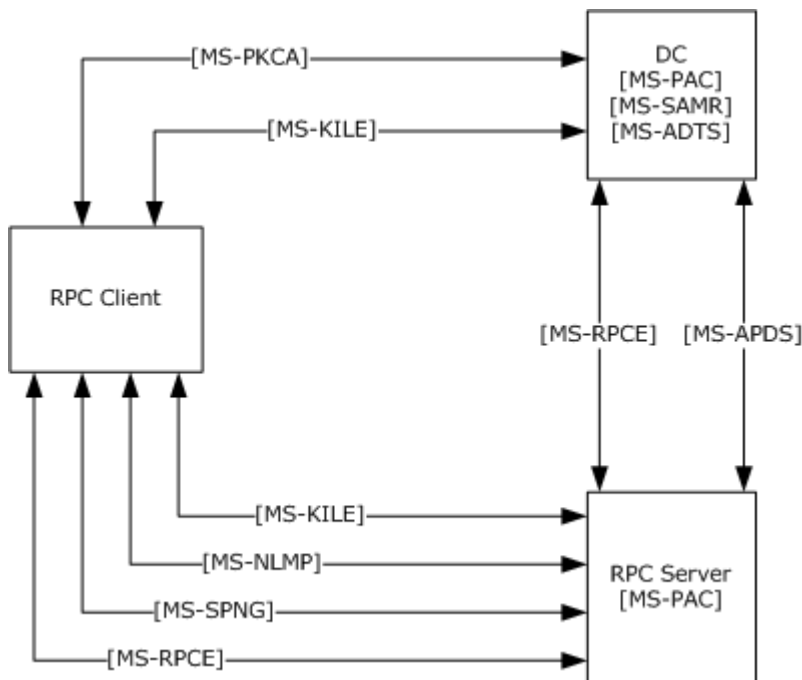 [MS-PKCA]
DC
[MS-PAC]
[MS-SAMR]
[MS-ADTS]
[MS-KILE]
RPC Client
[MS-RPCE]
[MS-APDS]
[MS-KILE]
[MS-NLMP]
[MS-SPNG]
[MS-RPCE]
RPC Server
[MS-PAC]